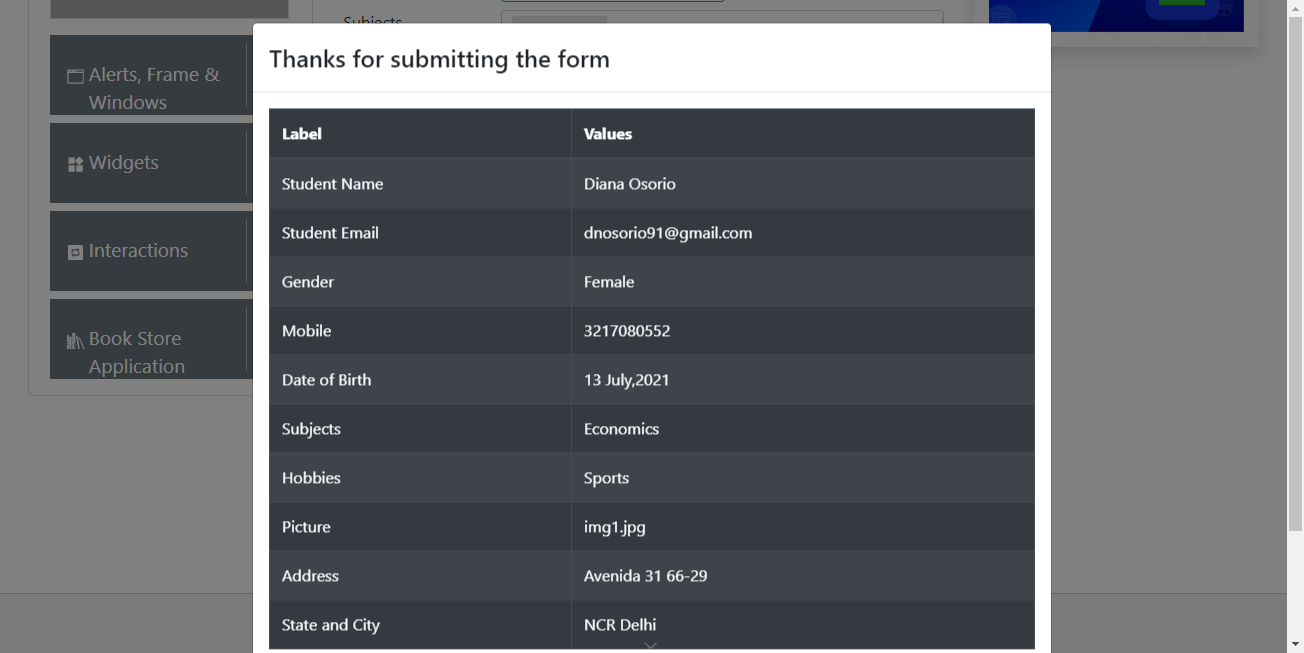 Subjects
Thanks for submitting the form
Alerts, Frame &
Windows
Widgets
Interactions
Book Store
Application
Label Values
Student Name Diana Osorio
Student Email dnosorio91@gmail.com
Gender Female
Mobile 3217080552
Date of Birth 13 July,2021
Subjects Economics
Hobbies Sports
Picture img1.jpg
Address Avenida 31 66-29
State and City NCR Delhi